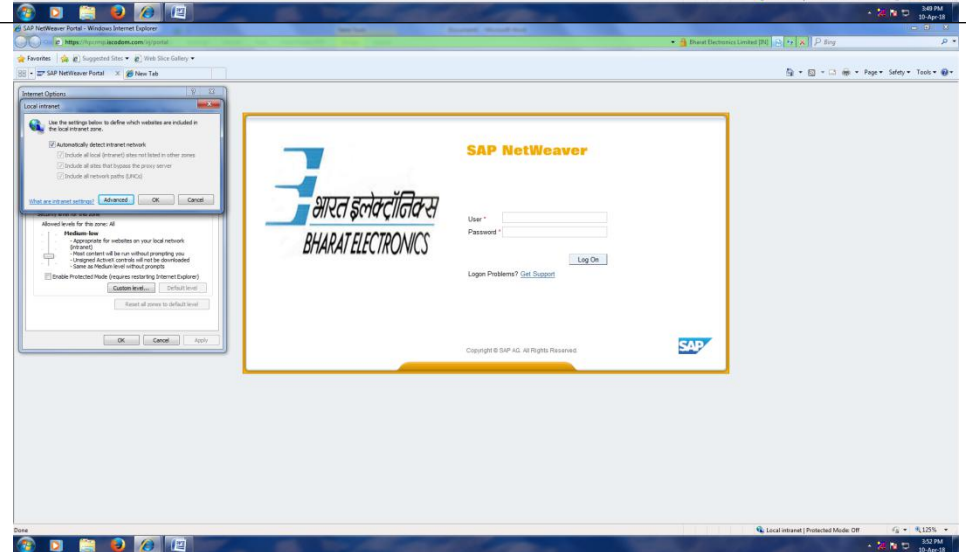 3:49 PM
10-Apr-18
SAP NetWeaver Portal - Windows Internet Explorer
Bharat Electronics Limited [IN]
Bing
Favorites
Suggested Sites
Web Slice Gallery
SAP NetWeaver Portal
New Tab
Page Safety Tools
Internet Options
Local intranet
Use the settings below to define which websites are included in
the local intranet zone.
Automatically detect intranet network
Include all local (intranet) sites not listed in other zones
Include all sites that bypass the proxy server
Include all network paths (UNCs)
What are intranet settings? Advanced OK Cancel
Security level for this zone
Allowed levels for this zone: All
Medium-low
- Appropriate for websites on your local network
(intranet)
- Most content will be run without prompting you
- Unsigned ActiveX controls will not be downloaded
- Same as Medium level without prompts
Enable Protected Mode (requires restarting Internet Explorer)
Custom level... Default level
Reset all zones to default level
OK Cancel Apply
भारत इलेक्ट्रॉनिक्स
BHARAT ELECTRONICS
SAP NetWeaver
User *
Password *
Log On
Logon Problems? Get Support
Copyright © SAP AG. All Rights Reserved.
SAP
Done
Local intranet | Protected Mode: Off
125%
3:52 PM
10-Apr-18